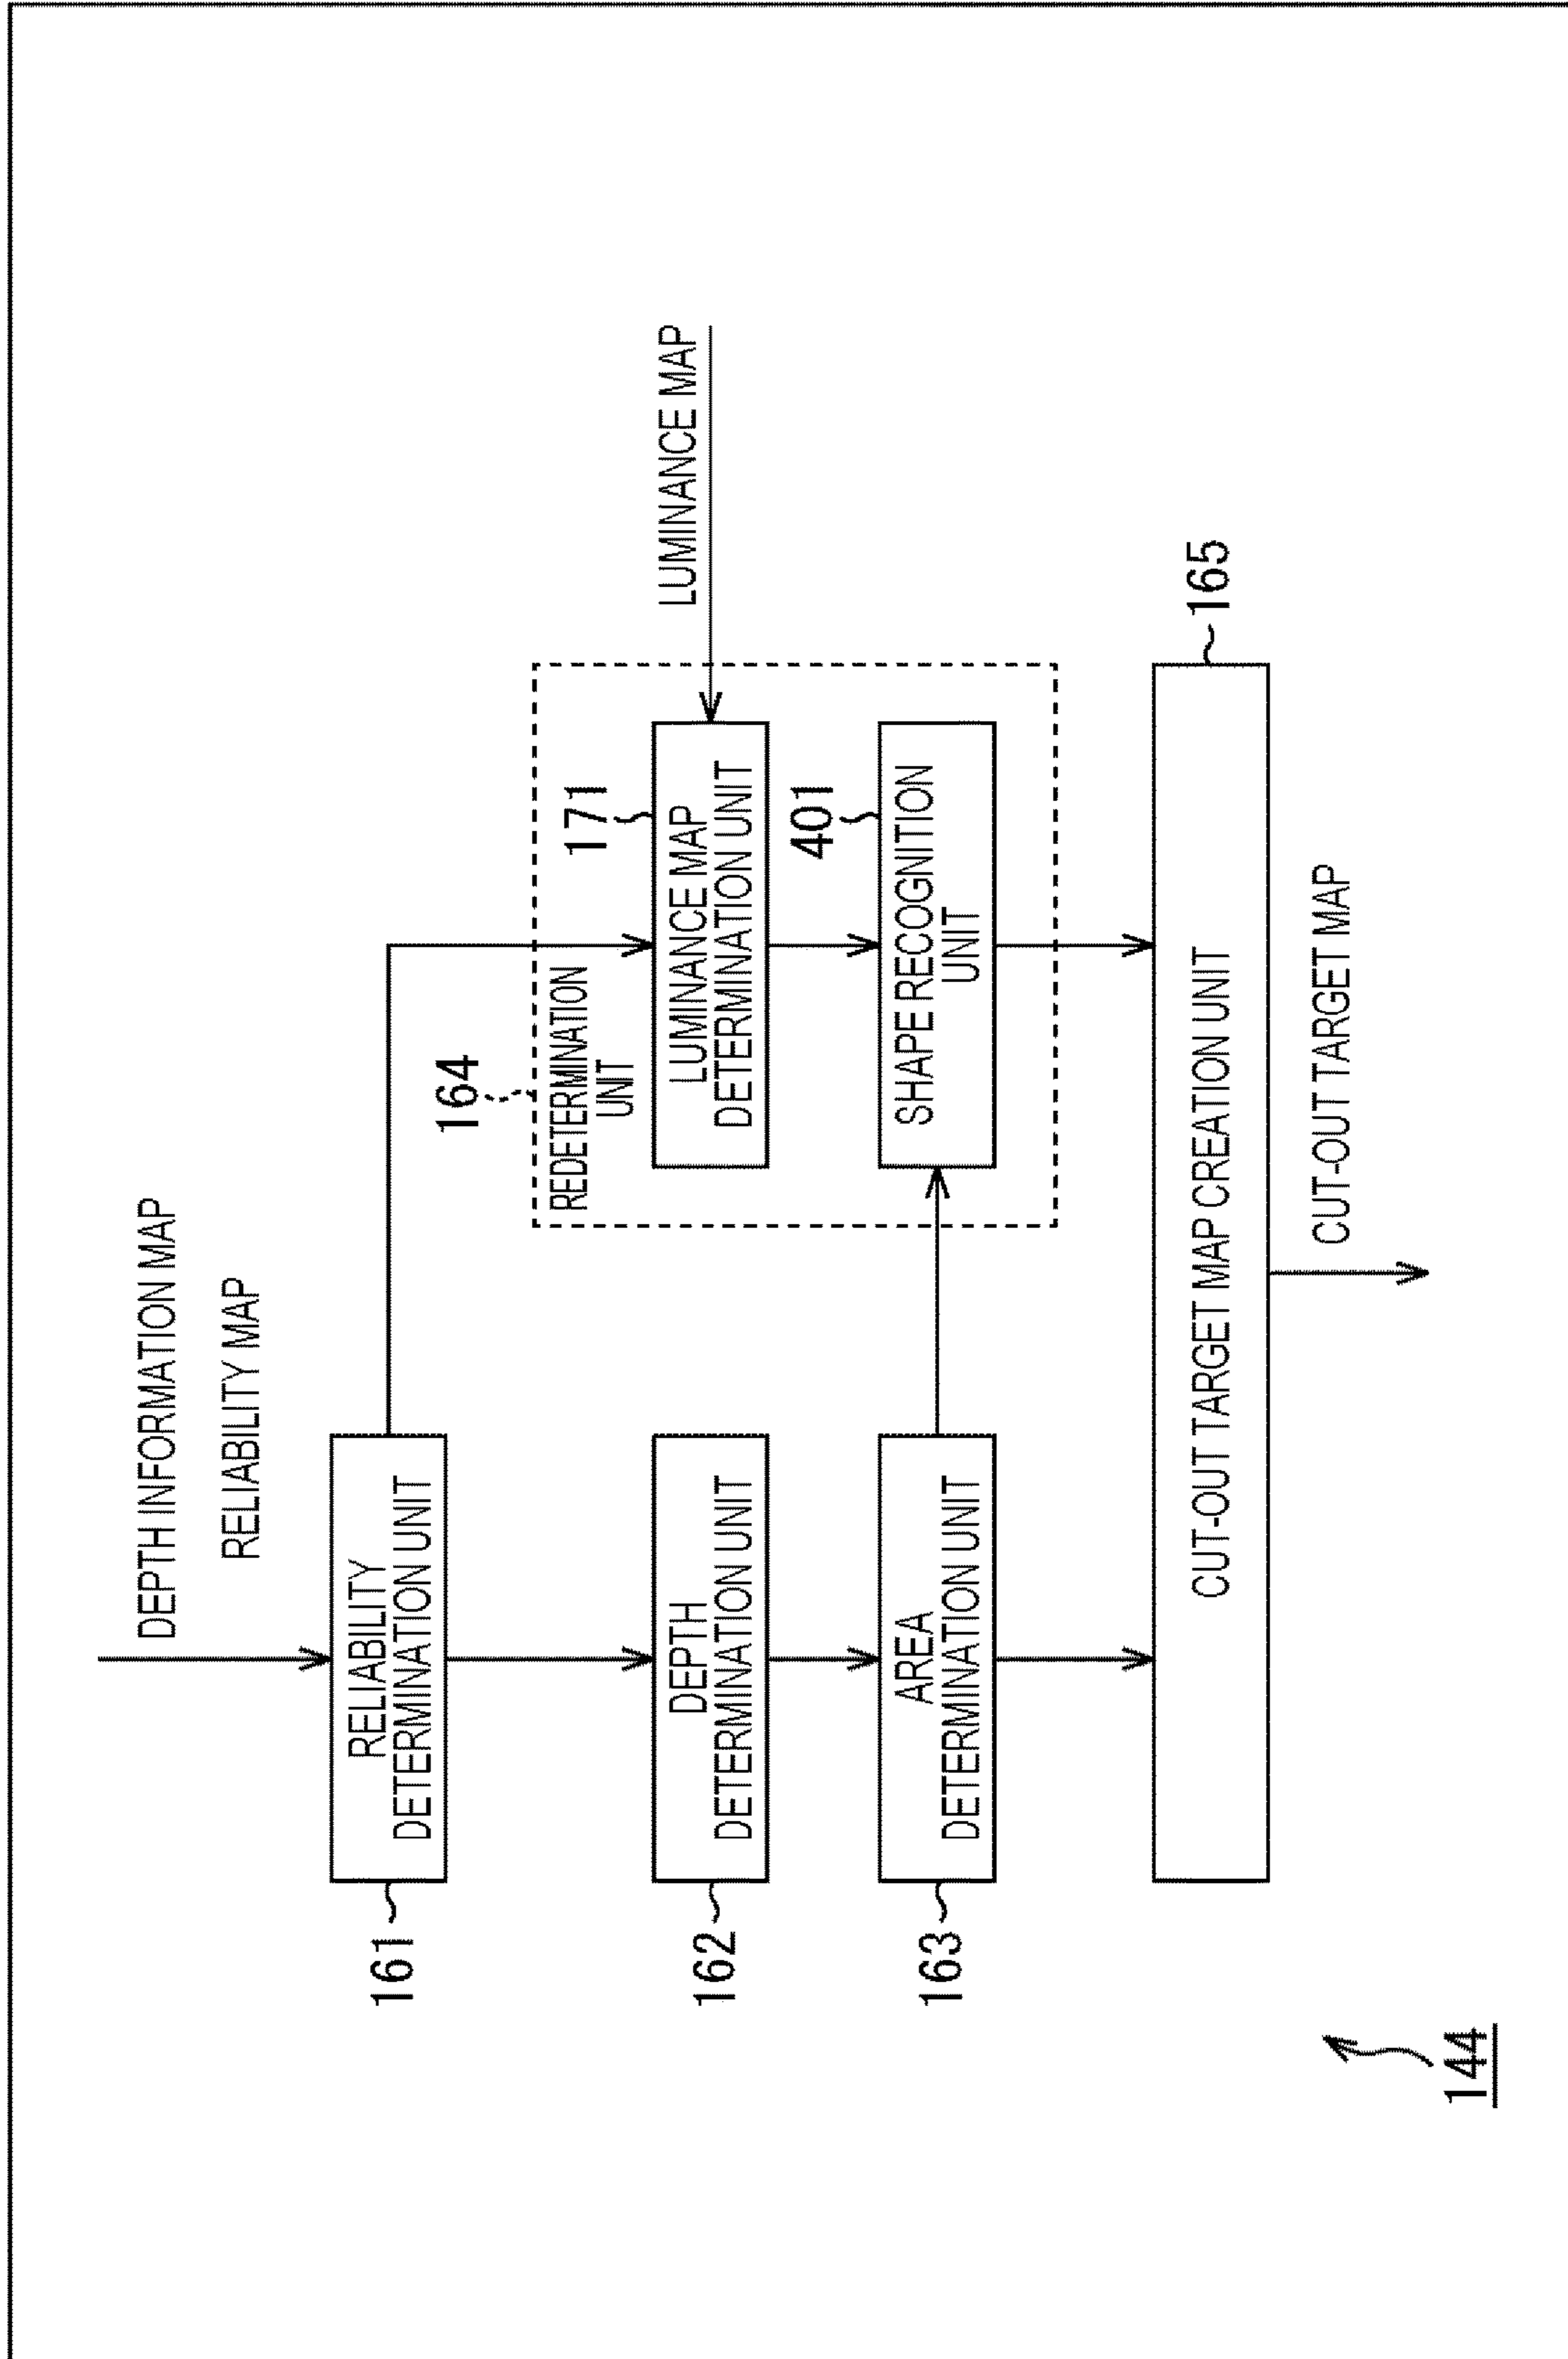 DEPTH INFORMATION MAP
RELIABILITY MAP
161
RELIABILITY
DETERMINATION UNIT
164
REDETERMINATION
UNIT
LUMINANCE MAP
162
DEPTH
DETERMINATION UNIT
171
LUMINANCE MAP
DETERMINATION UNIT
163
AREA
DETERMINATION UNIT
401
SHAPE RECOGNITION
UNIT
165
CUT-OUT TARGET MAP CREATION UNIT
CUT-OUT TARGET MAP
144